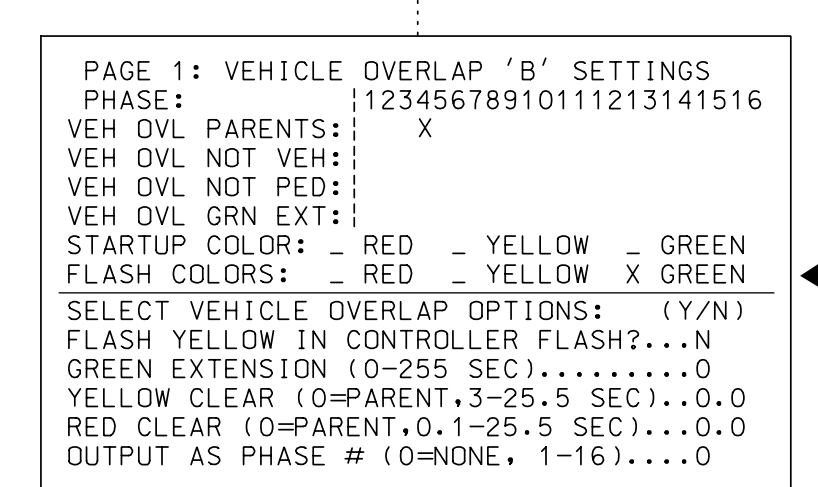 PAGE 1: VEHICLE OVERLAP 'B' SETTINGS
PHASE: |12345678910111213141516
VEH OVL PARENTS:| X
VEH OVL NOT VEH:|
VEH OVL NOT PED:|
VEH OVL GRN EXT:|
STARTUP COLOR: _ RED _ YELLOW _ GREEN
FLASH COLORS: _ RED _ YELLOW X GREEN
SELECT VEHICLE OVERLAP OPTIONS: (Y/N)
FLASH YELLOW IN CONTROLLER FLASH?...N
GREEN EXTENSION (0-255 SEC).........0
YELLOW CLEAR (0=PARENT,3-25.5 SEC)..0.0
RED CLEAR (0=PARENT,0.1-25.5 SEC)...0.0
OUTPUT AS PHASE # (0=NONE, 1-16)....0